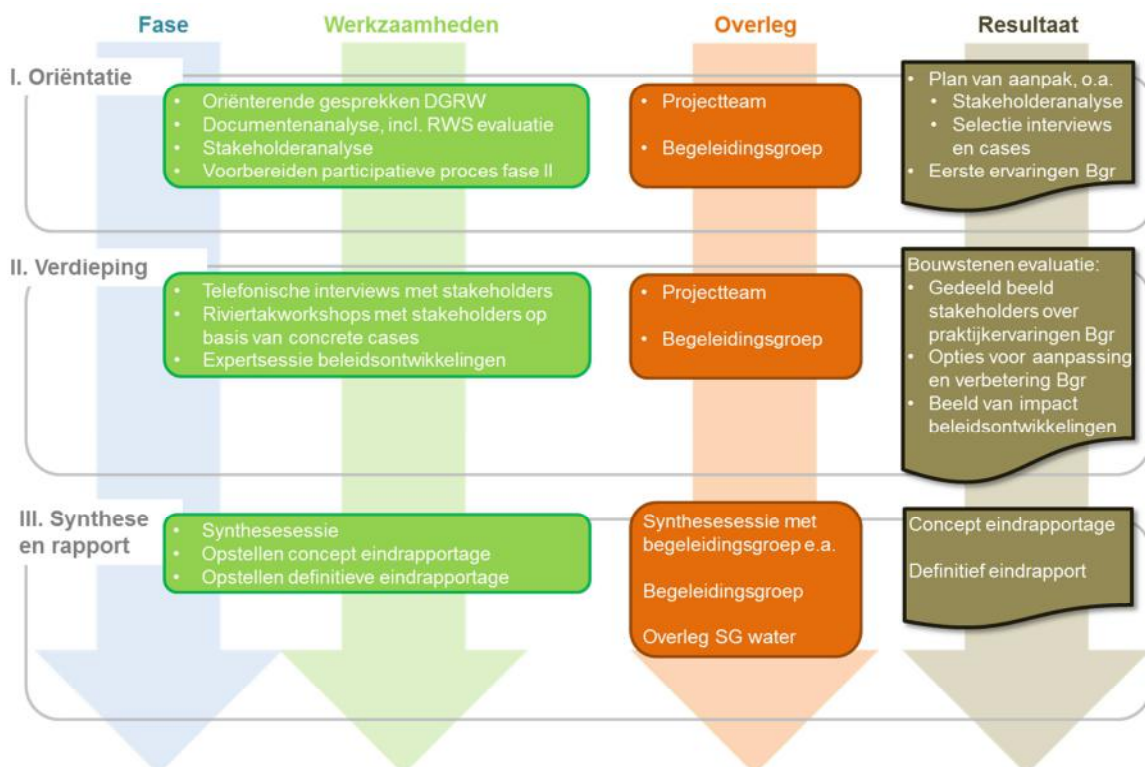 Fase
Werkzaamheden
Overleg
Resultaat
I. Oriëntatie
• Oriënterende gesprekken DGRW
• Documentenanalyse, incl. RWS evaluatie
• Stakeholderanalyse
• Voorbereiden participatieve proces fase II
• Projectteam
• Begeleidingsgroep
• Plan van aanpak, o.a.
• Stakeholderanalyse
• Selectie interviews
en cases
• Eerste ervaringen Bgr
II. Verdieping
• Telefonische interviews met stakeholders
• Riviertakworkshops met stakeholders op
basis van concrete cases
• Expertsessie beleidsontwikkelingen
• Projectteam
• Begeleidingsgroep
Bouwstenen evaluatie:
• Gedeeld beeld
stakeholders over
praktijkervaringen Bgr
• Opties voor aanpassing
en verbetering Bgr
• Beeld van impact
beleidsontwikkelingen
III. Synthese
en rapport
• Synthesesessie
• Opstellen concept eindrapportage
• Opstellen definitieve eindrapportage
Synthesesessie met
begeleidingsgroep e.a.
Begeleidingsgroep
Overleg SG water
Concept eindrapportage
Definitief eindrapport